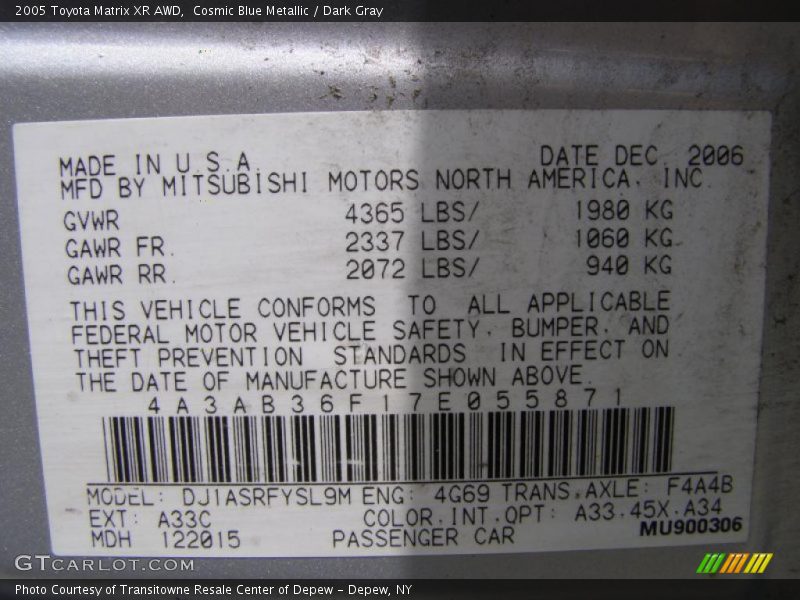 2005 Toyota Matrix XR AWD, Cosmic Blue Metallic / Dark Gray
MADE IN U.S.A. DATE DEC. 2006
MFD BY MITSUBISHI MOTORS NORTH AMERICA, INC.
GVWR 4365 LBS/ 1980 KG
GAWR FR. 2337 LBS/ 1060 KG
GAWR RR. 2072 LBS/ 940 KG
THIS VEHICLE CONFORMS TO ALL APPLICABLE
FEDERAL MOTOR VEHICLE SAFETY, BUMPER, AND
THEFT PREVENTION STANDARDS IN EFFECT ON
THE DATE OF MANUFACTURE SHOWN ABOVE.
4A3AB36F17E055871
MODEL: DJ1ASRFYSL9M ENG: 4G69 TRANS.AXLE: F4A4B
EXT: A33C COLOR.INT.OPT: A33.45X.A34
MDH 122015 PASSENGER CAR MU900306
GTCARLOT.COM
Photo Courtesy of Transitowne Resale Center of Depew – Depew, NY